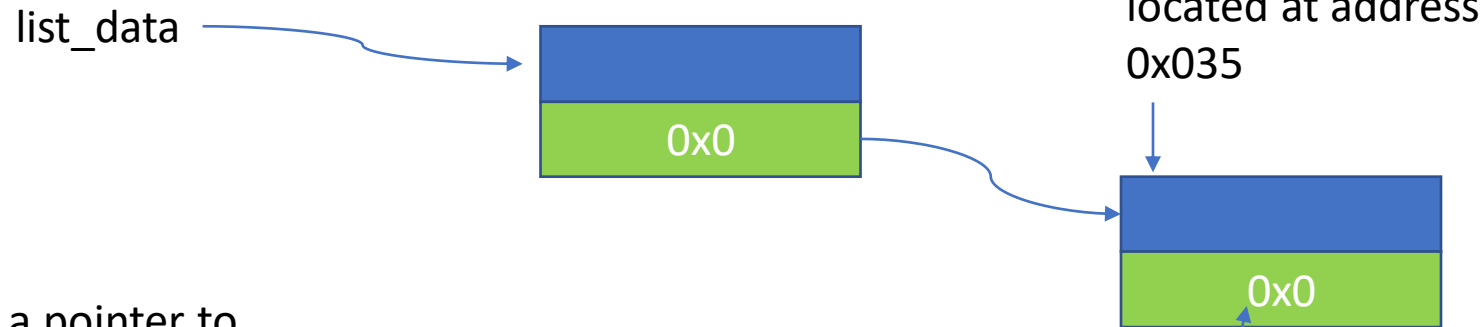 located at address
list_data
0x035
0x0
0x0
a pointer to